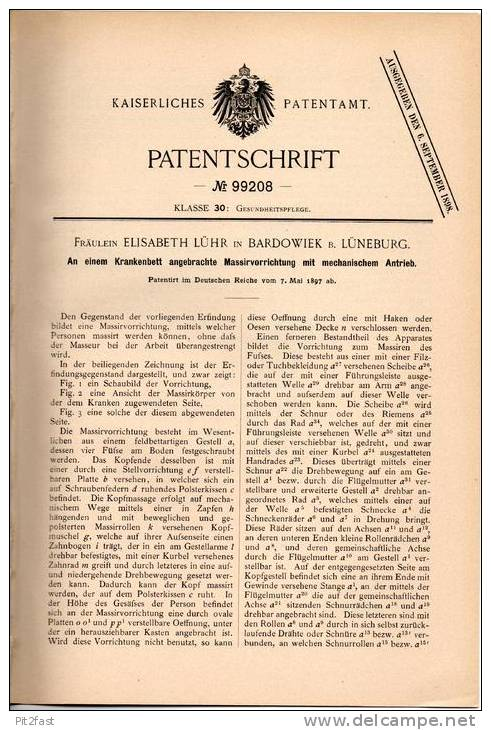 KAISERLICHES PATENTAMT.
AUSGEGEBEN DEN 6. SEPTEMBER 1898.
PATENTSCHRIFT
— № 99208 —
KLASSE 30: GESUNDHEITSPFLEGE.
FRÄULEIN ELISABETH LÜHR IN BARDOWIEK B. LÜNEBURG.
An einem Krankenbett angebrachte Massirvorrichtung mit mechanischem Antrieb.
Patentirt im Deutschen Reiche vom 7. Mai 1897 ab.
Den Gegenstand der vorliegenden Erfindung
bildet eine Massirvorrichtung, mittels welcher
Personen massirt werden können, ohne dafs
der Masseur bei der Arbeit überangestrengt
wird.
In der beiliegenden Zeichnung ist der Er-
findungsgegenstand dargestellt, und zwar zeigt:
Fig. 1 ein Schaubild der Vorrichtung,
Fig. 2 eine Ansicht der Massirkörper von
der dem Kranken zugewendeten Seite,
Fig. 3 eine solche der diesem abgewendeten
Seite.
Die Massirvorrichtung besteht im Wesent-
lichen aus einem feldbettartigen Gestell a,
dessen vier Füfse am Boden festgeschraubt
werden. Das Kopfende desselben ist mit
einer durch eine Stellvorrichtung e f verstell-
baren Platte b versehen, in welchem sich ein
auf Schraubenfedern d ruhendes Polsterkissen c
befindet. Die Kopfmassage erfolgt auf mecha-
nischem Wege mittels einer in Zapfen h
hängenden und mit beweglichen und ge-
polsterten Massirrollen k versehenen Kopf-
muschel g, welche auf ihrer Aufsenseite einen
Zahnbogen i trägt, der in ein am Gestellarme l
drehbar befestigtes, mit einer Kurbel versehenes
Zahnrad m greift und durch letzteres in eine auf-
und niedergehende Drehbewegung gesetzt wer-
den kann. Dadurch kann der Kopf massirt
werden, der auf dem Polsterkissen c ruht. In
der Höhe des Gesäfses der Person befindet
sich an der Massirvorrichtung eine durch ovale
Platten o o¹ und p p¹ verstellbare Oeffnung, unter
der ein herausziehbarer Kasten angebracht ist.
Wird diese Vorrichtung nicht benutzt, so kann
diese Oeffnung durch eine mit Haken oder
Oesen versehene Decke n verschlossen werden.
Ein fernerer Bestandtheil des Apparates
bildet die Vorrichtung zum Massiren des
Fufses. Diese besteht aus einer mit einer Filz-
oder Tuchbekleidung a²⁷ versehenen Scheibe a²⁶,
die auf der mit einer Führungsleiste ausge-
statteten Welle a²⁹ drehbar am Arm a²⁸ ange-
bracht ist und aufserdem auf dieser Welle ver-
schoben werden kann. Die Scheibe a²⁶ wird
mittels der Schnur oder des Riemens a²⁵
durch das Rad a²⁴, welches auf der mit einer
Führungsleiste versehenen Welle a³⁰ sitzt und
auf dieser verschiebbar ist, gedreht, und zwar
mittels des mit einer Kurbel a²¹ ausgestatteten
Handrades a²³. Dieses überträgt mittels einer
Schnur a²² die Drehbewegung auf ein am Ge-
stell a¹ bezw. durch die Flügelmutter a³¹ ver-
stellbare und erweiterte Gestell a² drehbar an-
geordnetes Rad a⁵, welches mittels einer an
diesem Rad a⁵ befestigten Schnecke a⁴ die
Schneckenräder a³ und a⁷ in Drehung bringt.
Diese Räder sitzen auf den Achsen a¹¹ und a¹²,
an deren unteren Enden kleine Rollenrädchen a⁹
und a⁸, und deren gemeinschaftliche Achse
durch die Flügelmutter a¹⁰ am Gestell a¹ ver-
stellbar ist. Auf der entgegengesetzten Seite am
Kopfgestell befindet sich eine an ihrem Ende mit
Gewinde versehene Stange a³, an der mittels der
Flügelmutter a²⁰ die auf der gemeinschaftlichen
Achse a²¹ sitzenden Schnurrädchen a¹⁸ und a¹⁹
drehbar angebracht sind. Diese letzteren sind mit
den Rollen a⁸ und a⁹ durch in sich selbst zurück-
laufende Drähte oder Schnüre a¹⁵ bezw. a¹⁵' ver-
bunden, an welchen Schnurrollen a¹³ bezw. a¹³'
Pit2fast
www.delcampe.net